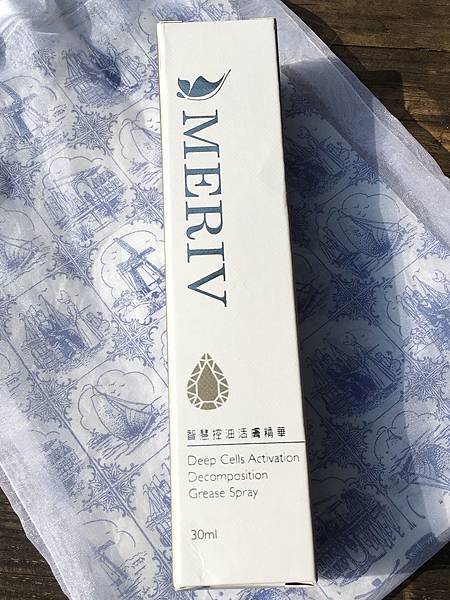 MERIV
智慧控油活膚精華
Deep Cells Activation
Decomposition
Grease Spray
30ml